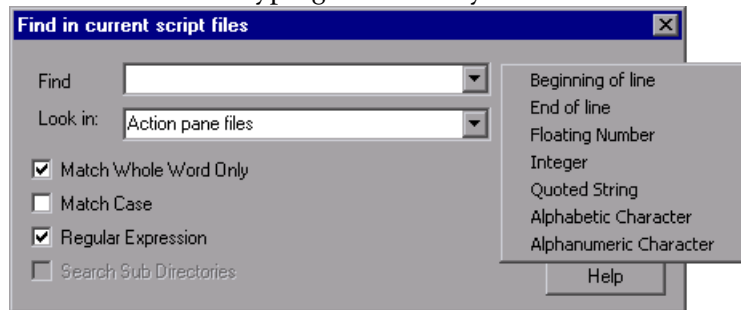 Find in current script files
Find
Look in: Action pane files
Match Whole Word Only
Match Case
Regular Expression
Search Sub Directories
Beginning of line
End of line
Floating Number
Integer
Quoted String
Alphabetic Character
Alphanumeric Character
Help